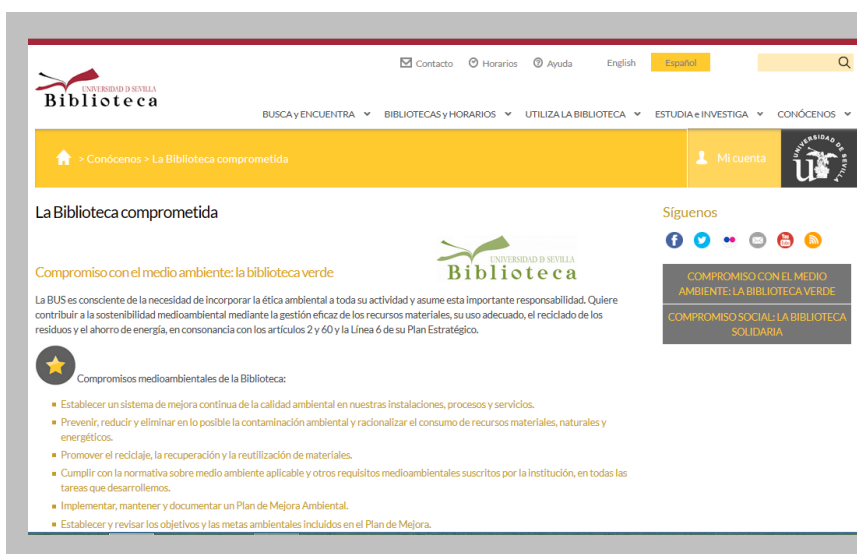 Contacto Horarios Ayuda English Español
UNIVERSIDAD D SEVILLA
Biblioteca
BUSCA y ENCUENTRA BIBLIOTECAS y HORARIOS UTILIZA LA BIBLIOTECA ESTUDIA e INVESTIGA CONÓCENOS
> Conócenos > La Biblioteca comprometida
Mi cuenta
UNIVERSIDAD DE SEVILLA
La Biblioteca comprometida
Síguenos
UNIVERSIDAD D SEVILLA
Biblioteca
Compromiso con el medio ambiente: la biblioteca verde
COMPROMISO CON EL MEDIO
AMBIENTE: LA BIBLIOTECA VERDE
COMPROMISO SOCIAL: LA BIBLIOTECA
SOLIDARIA
La BUS es consciente de la necesidad de incorporar la ética ambiental a toda su actividad y asume esta importante responsabilidad. Quiere
contribuir a la sostenibilidad medioambiental mediante la gestión eficaz de los recursos materiales, su uso adecuado, el reciclado de los
residuos y el ahorro de energía, en consonancia con los artículos 2 y 60 y la Línea 6 de su Plan Estratégico.
Compromisos medioambientales de la Biblioteca:
Establecer un sistema de mejora continua de la calidad ambiental en nuestras instalaciones, procesos y servicios.
Prevenir, reducir y eliminar en lo posible la contaminación ambiental y racionalizar el consumo de recursos materiales, naturales y
energéticos.
Promover el reciclaje, la recuperación y la reutilización de materiales.
Cumplir con la normativa sobre medio ambiente aplicable y otros requisitos medioambientales suscritos por la institución, en todas las
tareas que desarrollemos.
Implementar, mantener y documentar un Plan de Mejora Ambiental.
Establecer y revisar los objetivos y las metas ambientales incluidos en el Plan de Mejora.